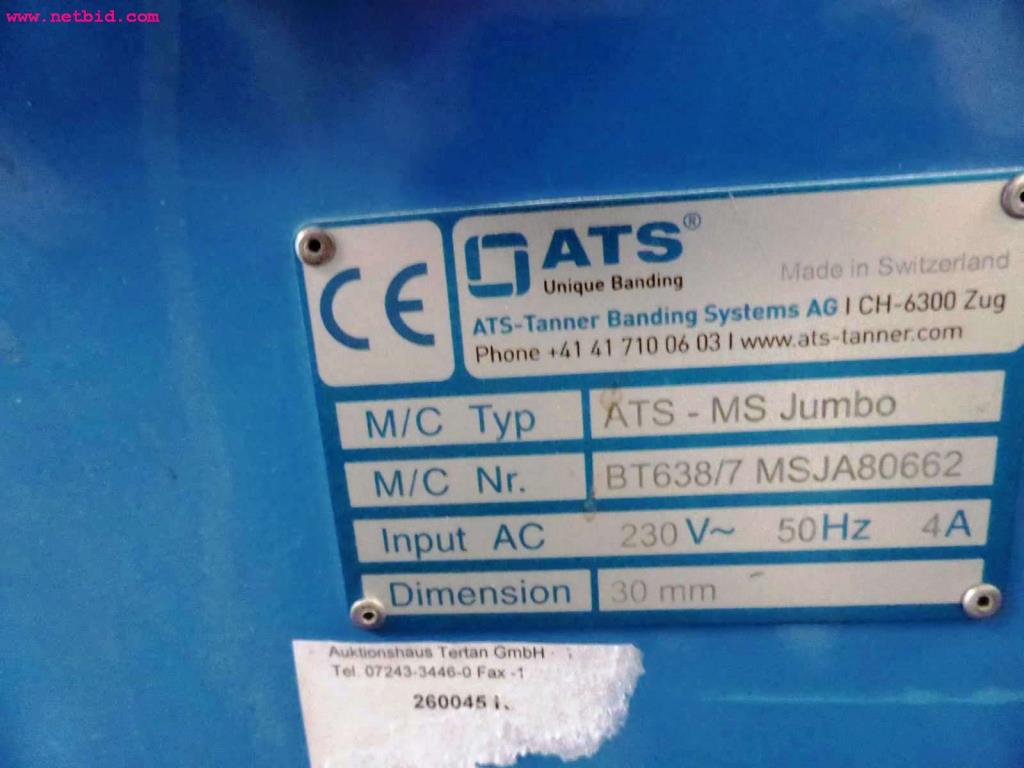 www.netbid.com
CE
ATS®
Unique Banding
Made in Switzerland
ATS-Tanner Banding Systems AG | CH-6300 Zug
Phone +41 41 710 06 03 | www.ats-tanner.com
M/C Typ ATS - MS Jumbo
M/C Nr. BT638/7 MSJA80662
Input AC 230 V~ 50Hz 4A
Dimension 30 mm
Auktionshaus Tertan GmbH
Tel. 07243-3446-0 Fax -1
260045